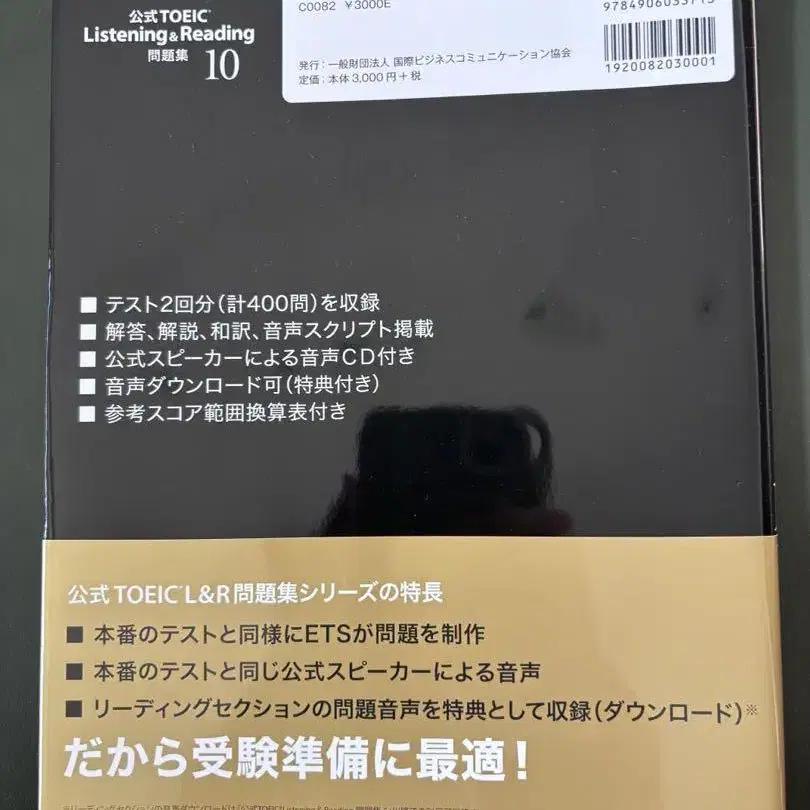 公式TOEIC
Listening&Reading
問題集 10
C0082 ¥3000E
発行：一般財団法人 国際ビジネスコミュニケーション協会
定価：本体3,000円＋税
1920082030001
■ テスト2回分（計400問）を収録
■ 解答、解説、和訳、音声スクリプト掲載
■ 公式スピーカーによる音声CD付き
■ 音声ダウンロード可（特典付き）
■ 参考スコア範囲換算表付き
公式TOEIC L&R問題集シリーズの特長
■ 本番のテストと同様にETSが問題を制作
■ 本番のテストと同じ公式スピーカーによる音声
■ リーディングセクションの問題音声を特典として収録（ダウンロード）※
だから受験準備に最適！